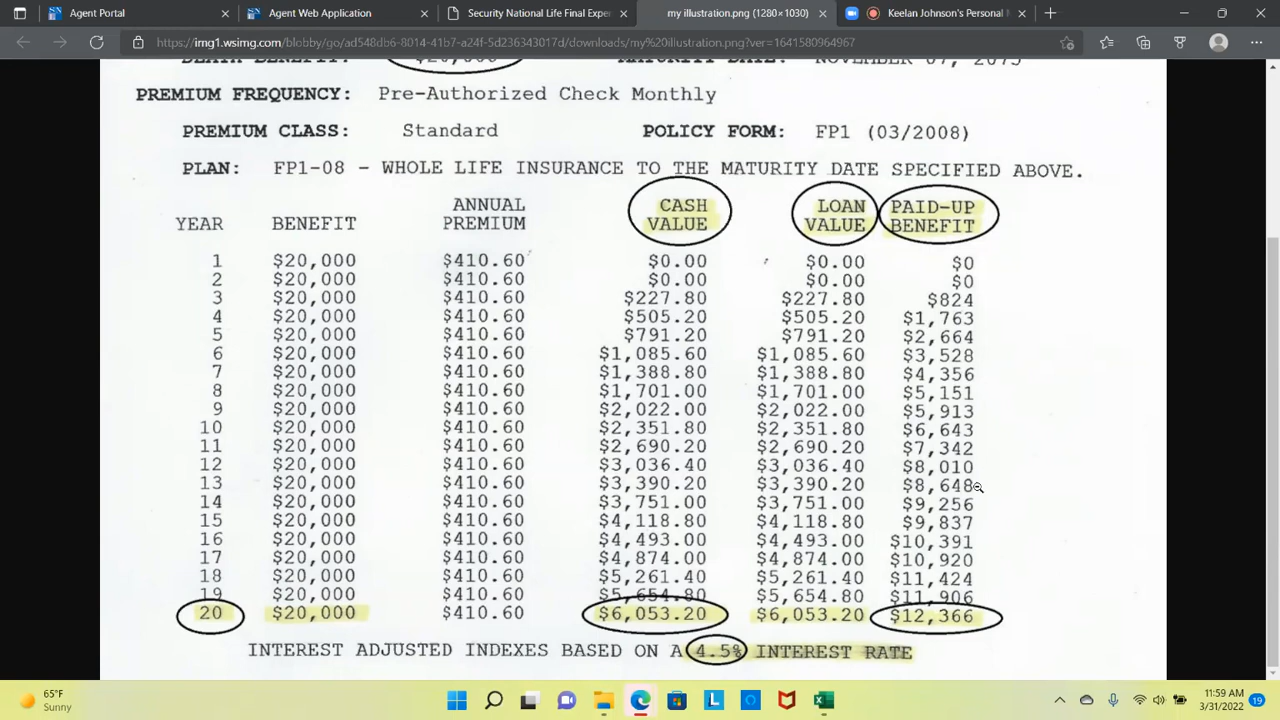 Agent Portal
Agent Web Application
Security National Life Final Expe
my illustration.png (1280×1030)
Keelan Johnson's Personal M
https://img1.wsimg.com/blobby/go/ad548db6-8014-41b7-a24f-5d236343017d/downloads/my%20illustration.png?ver=1641580964967
DEATH BENEFIT: $20,000 MATURITY DATE: NOVEMBER 07, 2075
PREMIUM FREQUENCY: Pre-Authorized Check Monthly
PREMIUM CLASS: Standard POLICY FORM: FP1 (03/2008)
PLAN: FP1-08 - WHOLE LIFE INSURANCE TO THE MATURITY DATE SPECIFIED ABOVE.
ANNUAL CASH LOAN PAID-UP
YEAR BENEFIT PREMIUM VALUE VALUE BENEFIT
1 $20,000 $410.60 $0.00 $0.00 $0
2 $20,000 $410.60 $0.00 $0.00 $0
3 $20,000 $410.60 $227.80 $227.80 $824
4 $20,000 $410.60 $505.20 $505.20 $1,763
5 $20,000 $410.60 $791.20 $791.20 $2,664
6 $20,000 $410.60 $1,085.60 $1,085.60 $3,528
7 $20,000 $410.60 $1,388.80 $1,388.80 $4,356
8 $20,000 $410.60 $1,701.00 $1,701.00 $5,151
9 $20,000 $410.60 $2,022.00 $2,022.00 $5,913
10 $20,000 $410.60 $2,351.80 $2,351.80 $6,643
11 $20,000 $410.60 $2,690.20 $2,690.20 $7,342
12 $20,000 $410.60 $3,036.40 $3,036.40 $8,010
13 $20,000 $410.60 $3,390.20 $3,390.20 $8,648
14 $20,000 $410.60 $3,751.00 $3,751.00 $9,256
15 $20,000 $410.60 $4,118.80 $4,118.80 $9,837
16 $20,000 $410.60 $4,493.00 $4,493.00 $10,391
17 $20,000 $410.60 $4,874.00 $4,874.00 $10,920
18 $20,000 $410.60 $5,261.40 $5,261.40 $11,424
19 $20,000 $410.60 $5,654.80 $5,654.80 $11,906
20 $20,000 $410.60 $6,053.20 $6,053.20 $12,366
INTEREST ADJUSTED INDEXES BASED ON A 4.5% INTEREST RATE
65°F
Sunny
11:59 AM
3/31/2022
19